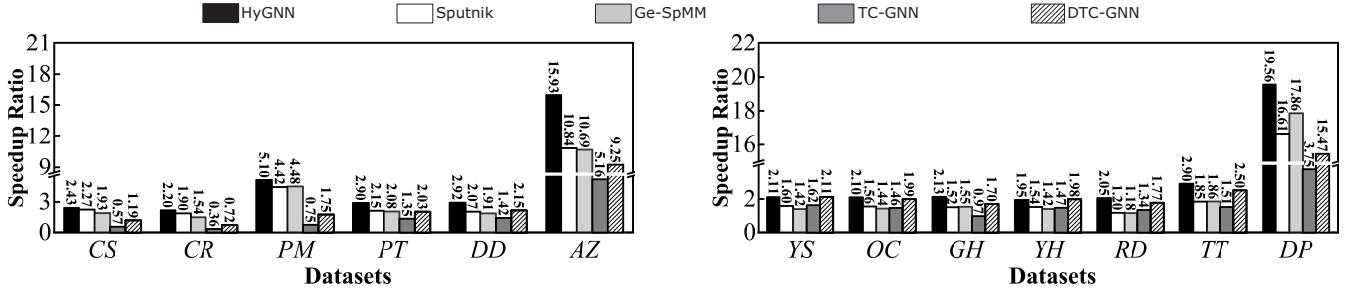 HyGNN Sputnik Ge-SpMM TC-GNN DTC-GNN
Speedup Ratio
21
18
15
12
9
3
0
2.43 2.27 1.93 0.57 1.19
2.20 1.90 1.54 0.36 0.72
5.10 4.42 4.48 0.75 1.75
2.90 2.15 2.08 1.35 2.03
2.92 2.07 1.91 1.42 2.15
15.93 10.84 10.69 5.16 9.25
CS CR PM PT DD AZ
Datasets
Speedup Ratio
22
20
18
16
2
0
2.11 1.60 1.42 1.62 2.11
2.10 1.56 1.44 1.46 1.99
2.13 1.52 1.55 0.97 1.70
1.95 1.54 1.42 1.47 1.98
2.05 1.20 1.18 1.34 1.77
2.90 1.85 1.86 1.51 2.50
19.56 16.61 17.86 3.75 15.47
YS OC GH YH RD TT DP
Datasets